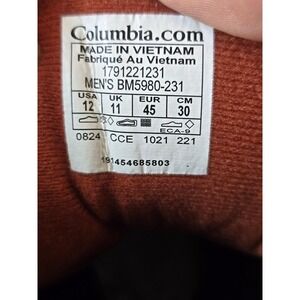 Columbia.com
MADE IN VIETNAM
Fabriqué Au Vietnam
1791221231
MEN'S BM5980-231
USA UK EUR CM
12 11 45 30
30
ECA-9
0824 CCE 1021 221
191454685803